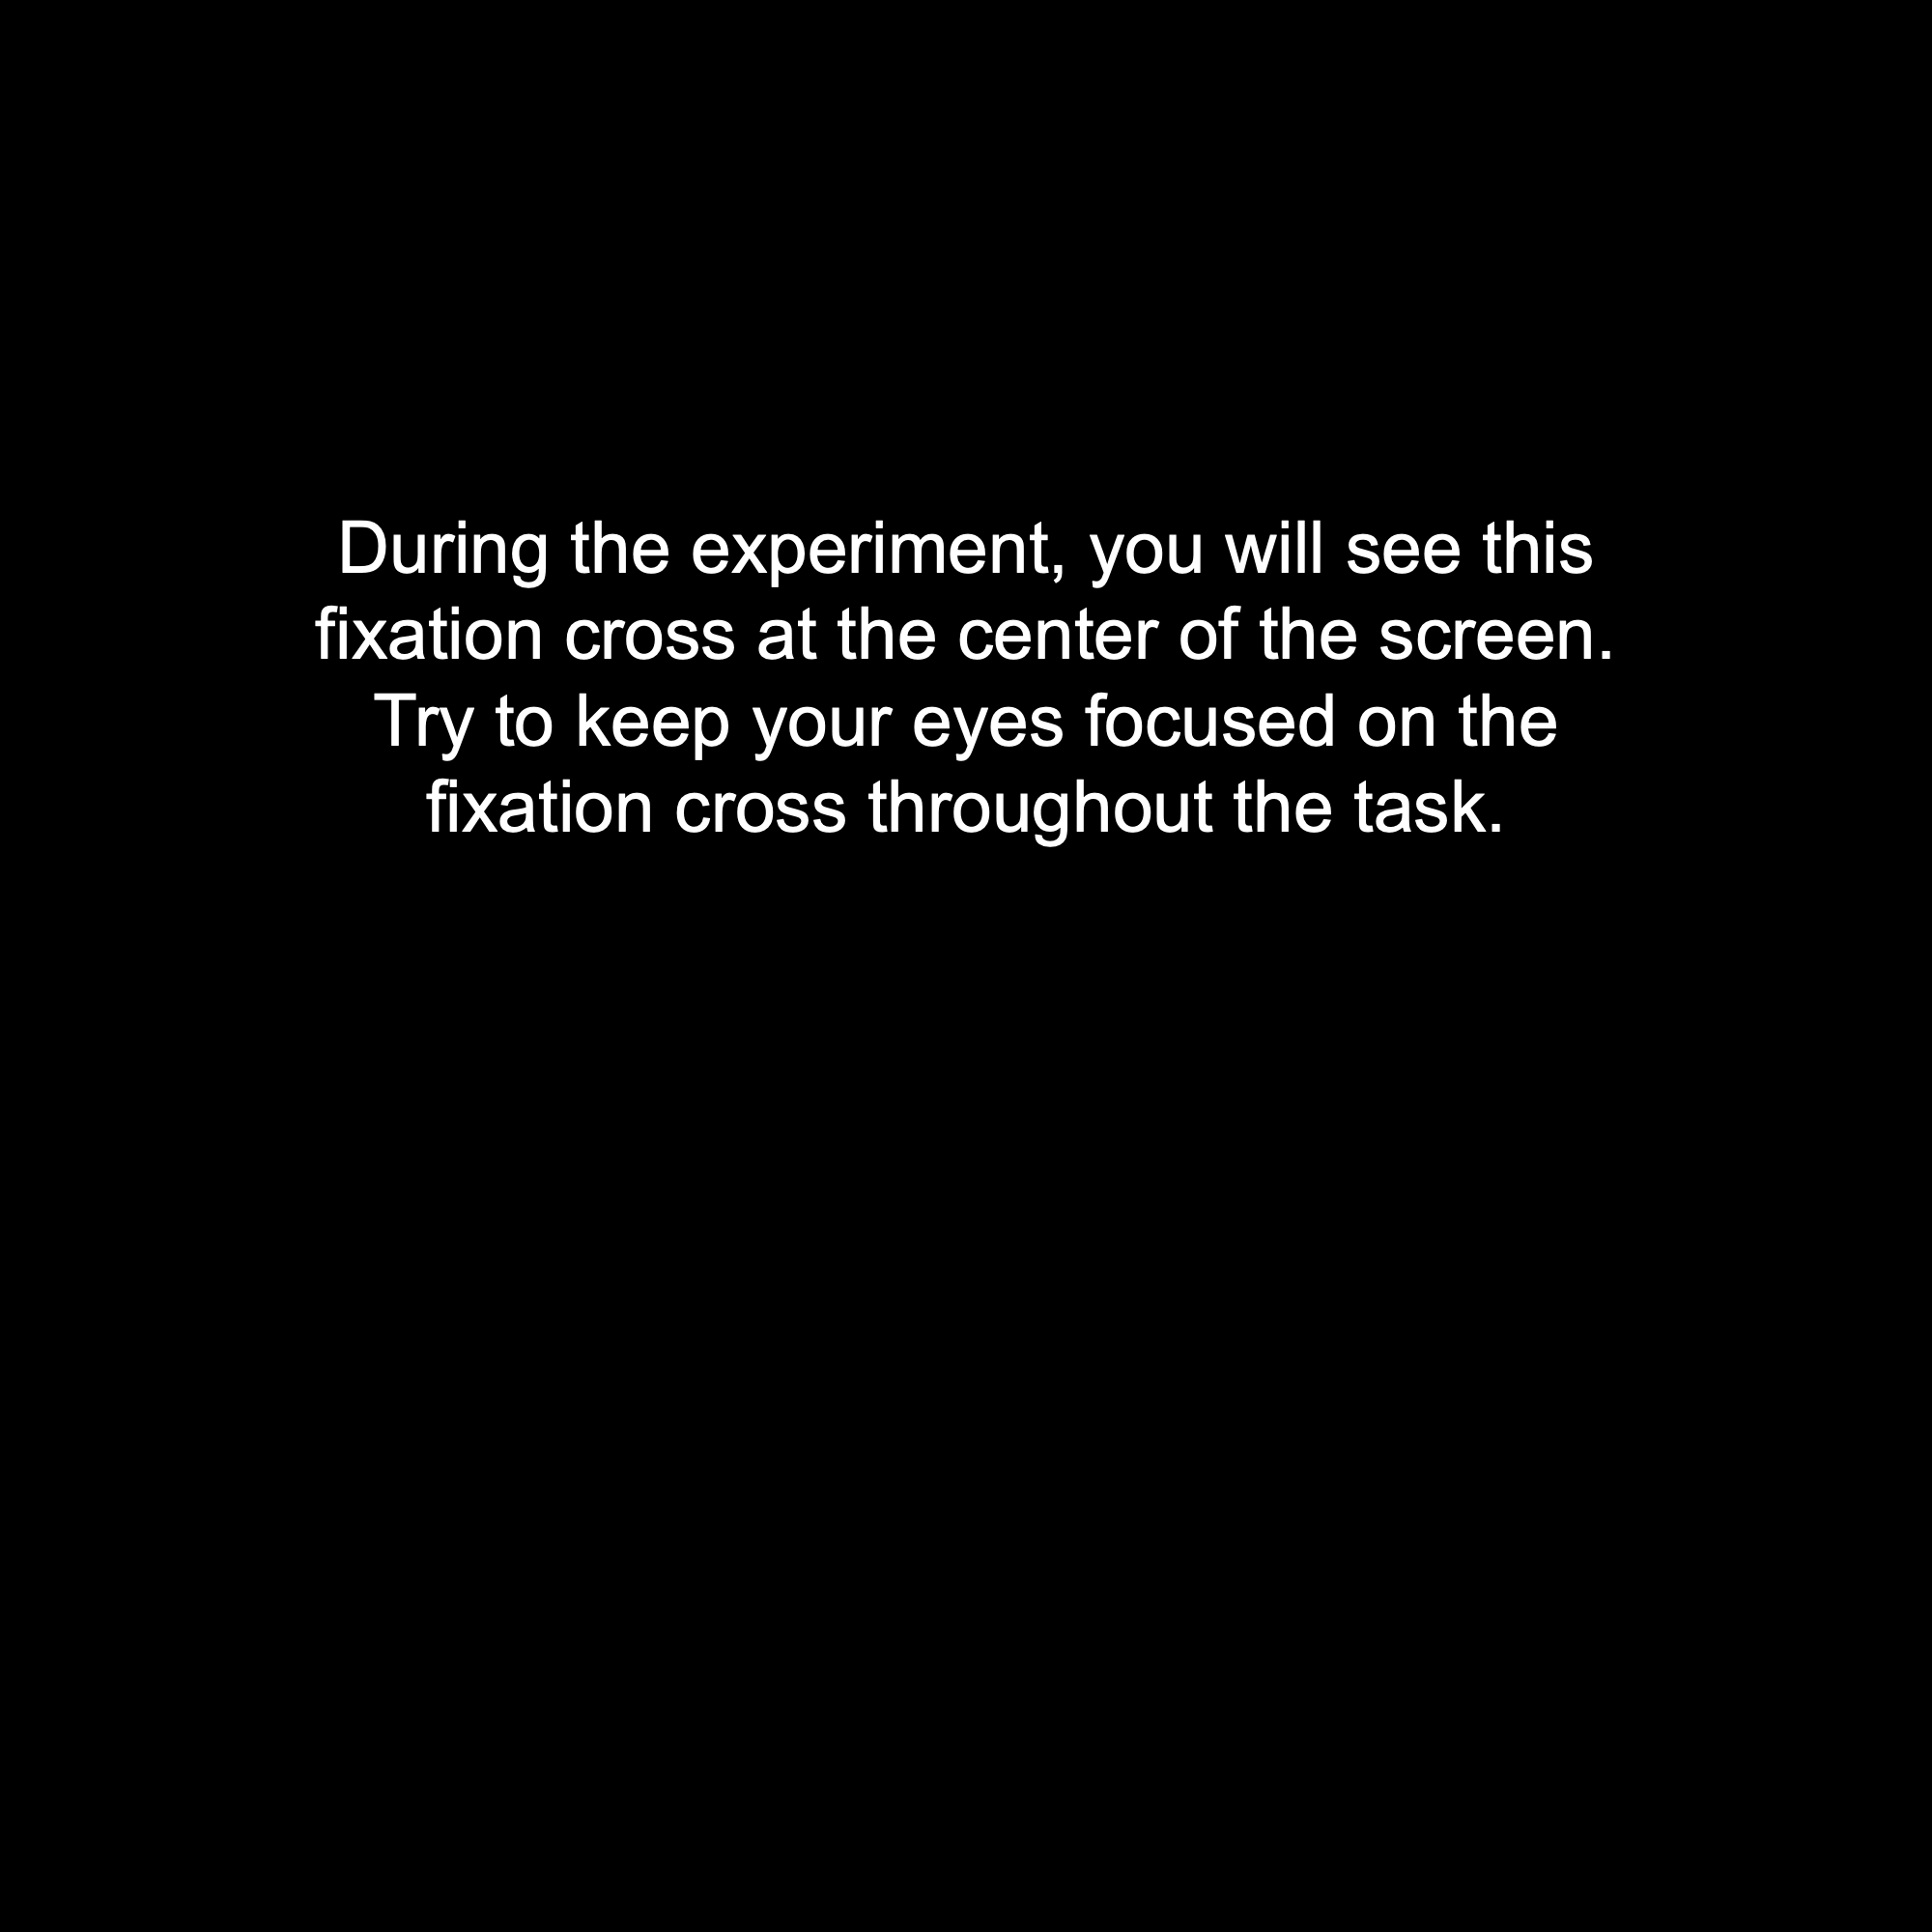 During the experiment, you will see this
fixation cross at the center of the screen.
Try to keep your eyes focused on the
fixation cross throughout the task.